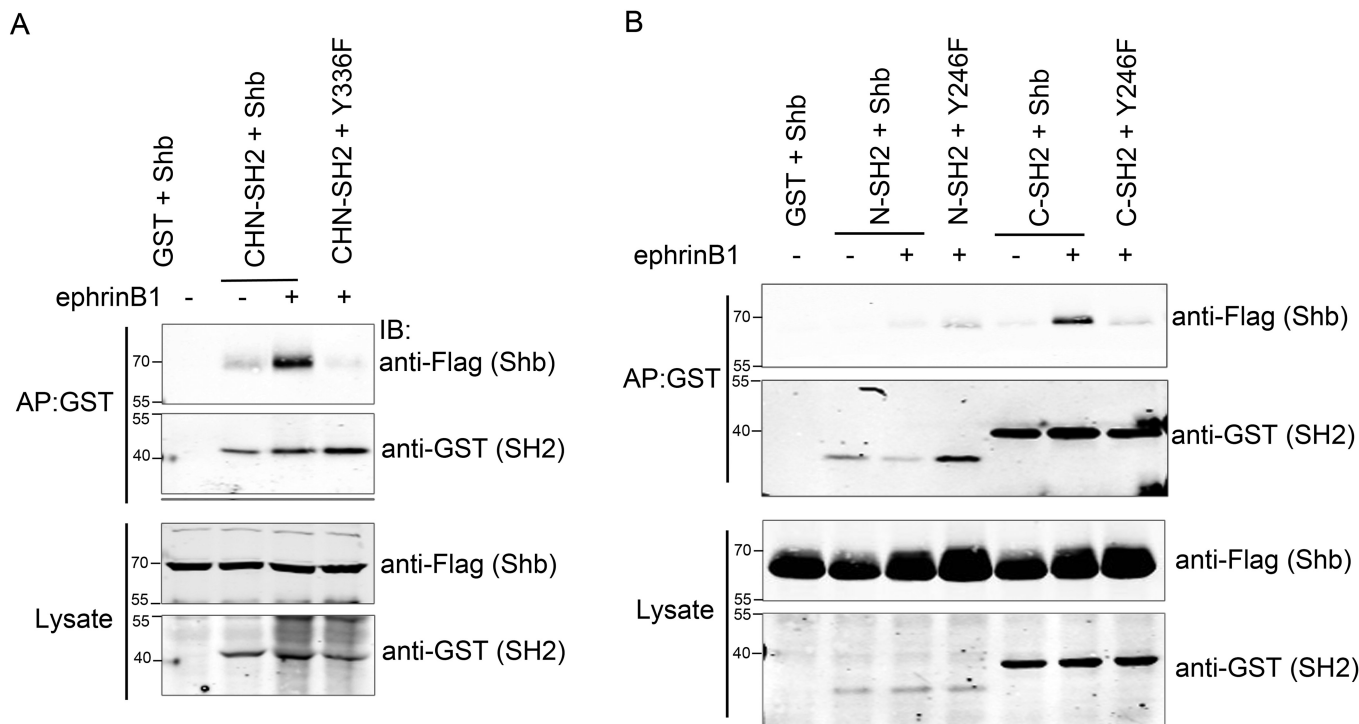 A
GST + Shb
CHN-SH2 + Shb
CHN-SH2 + Y336F
ephrinB1 - - + +
IB:
AP:GST
70
55
anti-Flag (Shb)
55
40
anti-GST (SH2)
Lysate
70
55
anti-Flag (Shb)
55
40
anti-GST (SH2)
B
GST + Shb
N-SH2 + Shb
N-SH2 + Y246F
C-SH2 + Shb
C-SH2 + Y246F
ephrinB1 - - + + - + +
AP:GST
70
55
anti-Flag (Shb)
55
40
anti-GST (SH2)
Lysate
70
55
anti-Flag (Shb)
55
40
anti-GST (SH2)